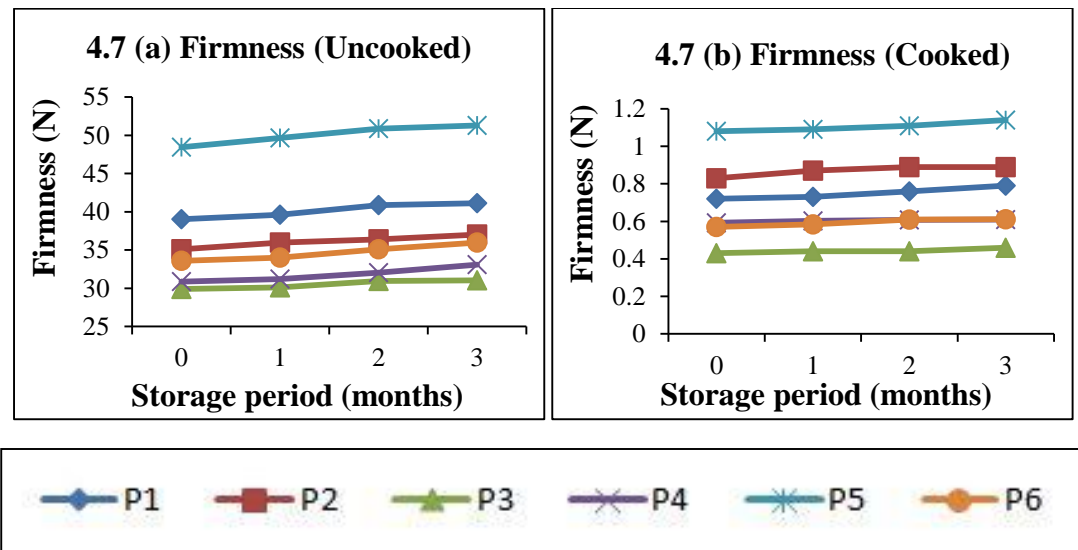 4.7 (a) Firmness (Uncooked)
Firmness (N)
55
50
45
40
35
30
25
0 1 2 3
Storage period (months)
4.7 (b) Firmness (Cooked)
Firmness (N)
1.2
1
0.8
0.6
0.4
0.2
0
0 1 2 3
Storage period (months)
P1 P2 P3 P4 P5 P6